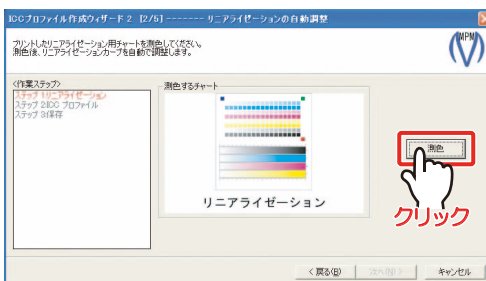 ICCプロファイル作成ウィザード 2 [2/5] ------- リニアライゼーションの自動調整
プリントしたリニアライゼーション用チャートを測色してください。
測色後、リニアライゼーションカーブを自動で調整します。
MPM
<作業ステップ>
ステップ 1:リニアライゼーション
ステップ 2:ICC プロファイル
ステップ 3:保存
測色するチャート
リニアライゼーション
測色
クリック
< 戻る(B)
次へ(N) >
キャンセル